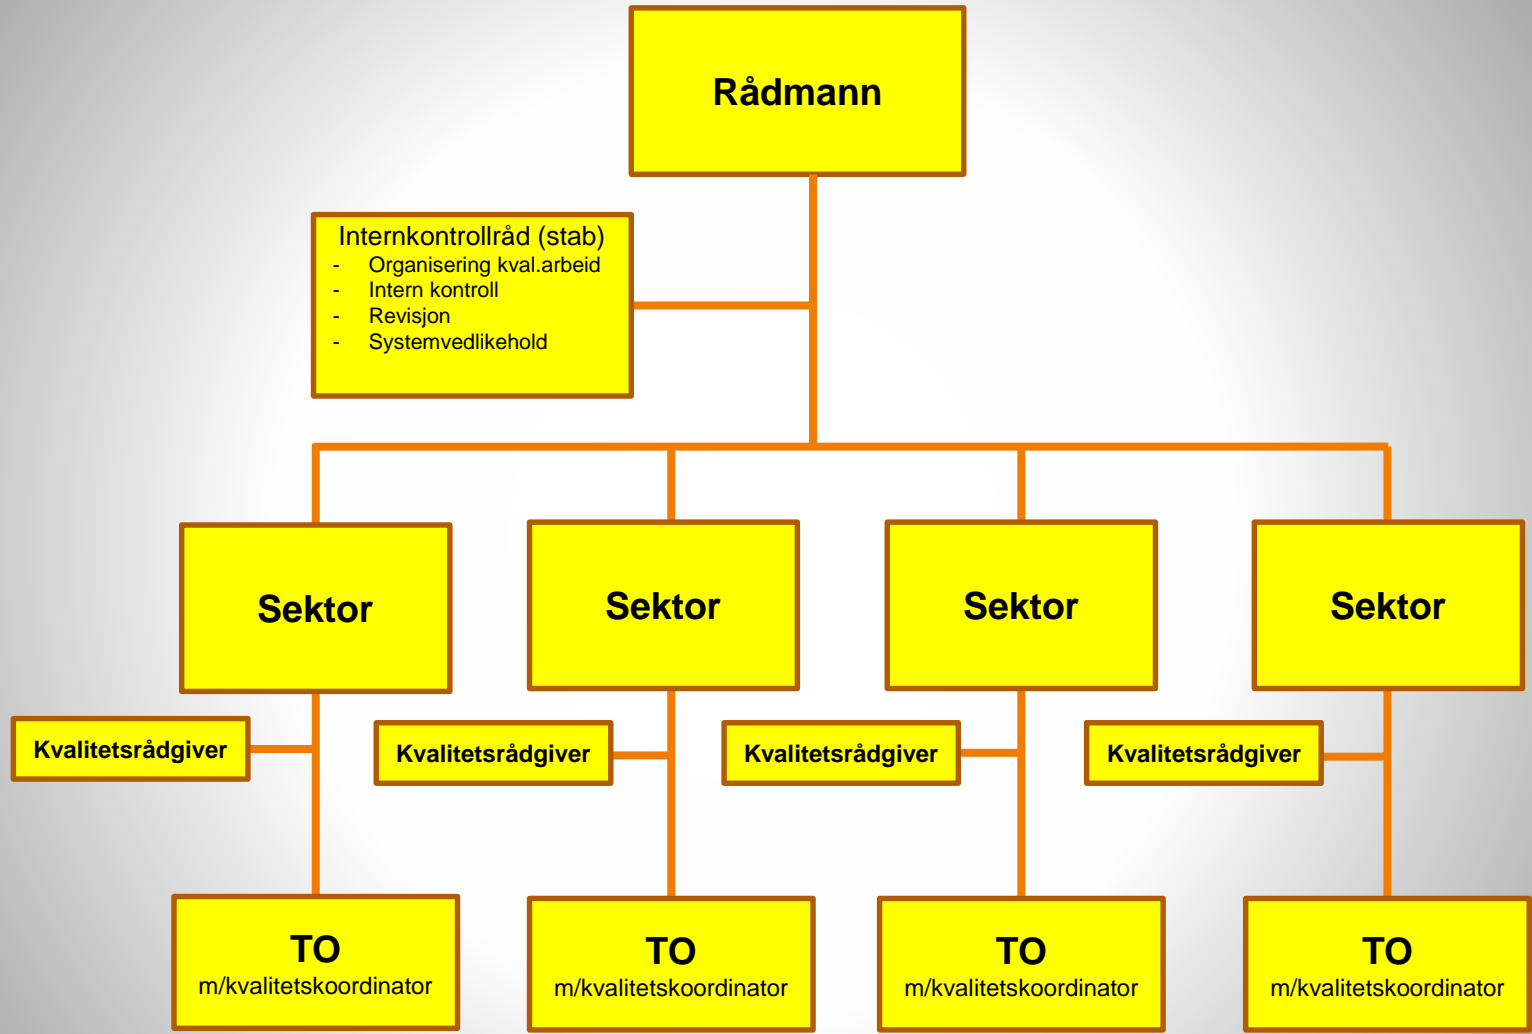 Rådmann
Internkontrollråd (stab)
- Organisering kval.arbeid
- Intern kontroll
- Revisjon
- Systemvedlikehold
Sektor
Sektor
Sektor
Sektor
Kvalitetsrådgiver
Kvalitetsrådgiver
Kvalitetsrådgiver
Kvalitetsrådgiver
TO
m/kvalitetskoordinator
TO
m/kvalitetskoordinator
TO
m/kvalitetskoordinator
TO
m/kvalitetskoordinator